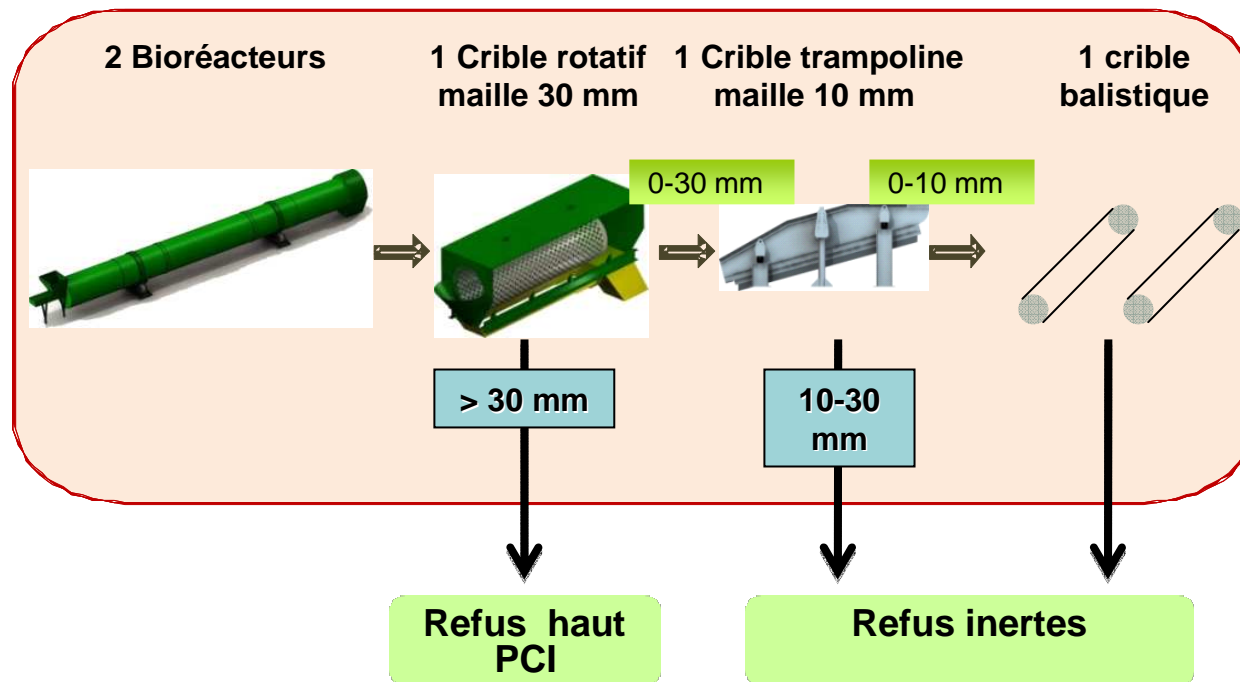 2 Bioréacteurs
1 Crible rotatif
maille 30 mm
1 Crible trampoline
maille 10 mm
1 crible
balistique
0-30 mm
0-10 mm
> 30 mm
10-30
mm
Refus haut
PCI
Refus inertes